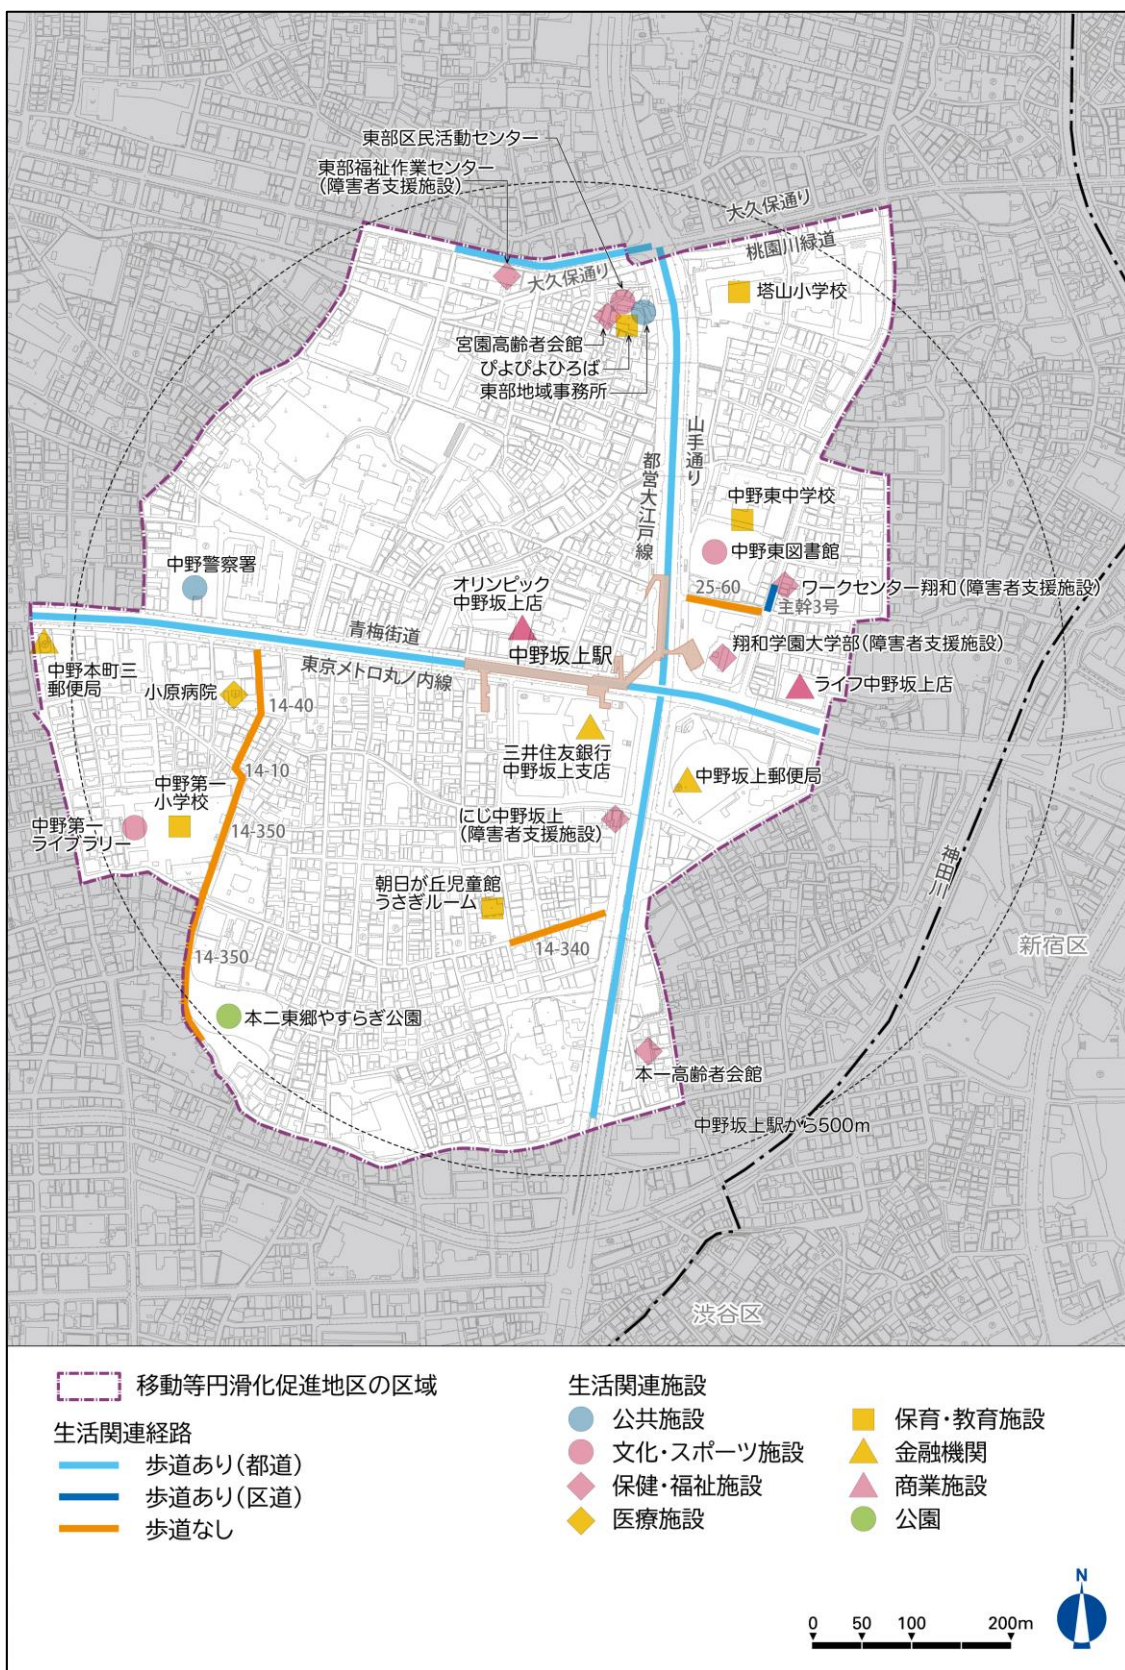 東部区民活動センター
東部福祉作業センター
(障害者支援施設)
大久保通り
桃園川緑道
大久保通り
塔山小学校
宮園高齢者会館
ぴよぴよひろば
東部地域事務所
山手通り
都営大江戸線
中野東中学校
中野東図書館
中野警察署
オリンピック
中野坂上店
25-60
ワークセンター翔和(障害者支援施設)
主幹3号
青梅街道
中野坂上駅
翔和学園大学部(障害者支援施設)
東京メトロ丸ノ内線
中野本町三
郵便局
小原病院
14-40
ライフ中野坂上店
三井住友銀行
中野坂上支店
中野坂上郵便局
14-10
中野第一
小学校
にじ中野坂上
(障害者支援施設)
中野第一
ライブラリー
14-350
神田川
朝日が丘児童館
うさぎルーム
14-340
新宿区
14-350
本二東郷やすらぎ公園
本一高齢者会館
中野坂上駅から500m
渋谷区
移動等円滑化促進地区の区域
生活関連経路
歩道あり(都道)
歩道あり(区道)
歩道なし
生活関連施設
公共施設
文化・スポーツ施設
保健・福祉施設
医療施設
保育・教育施設
金融機関
商業施設
公園
N
0 50 100 200m